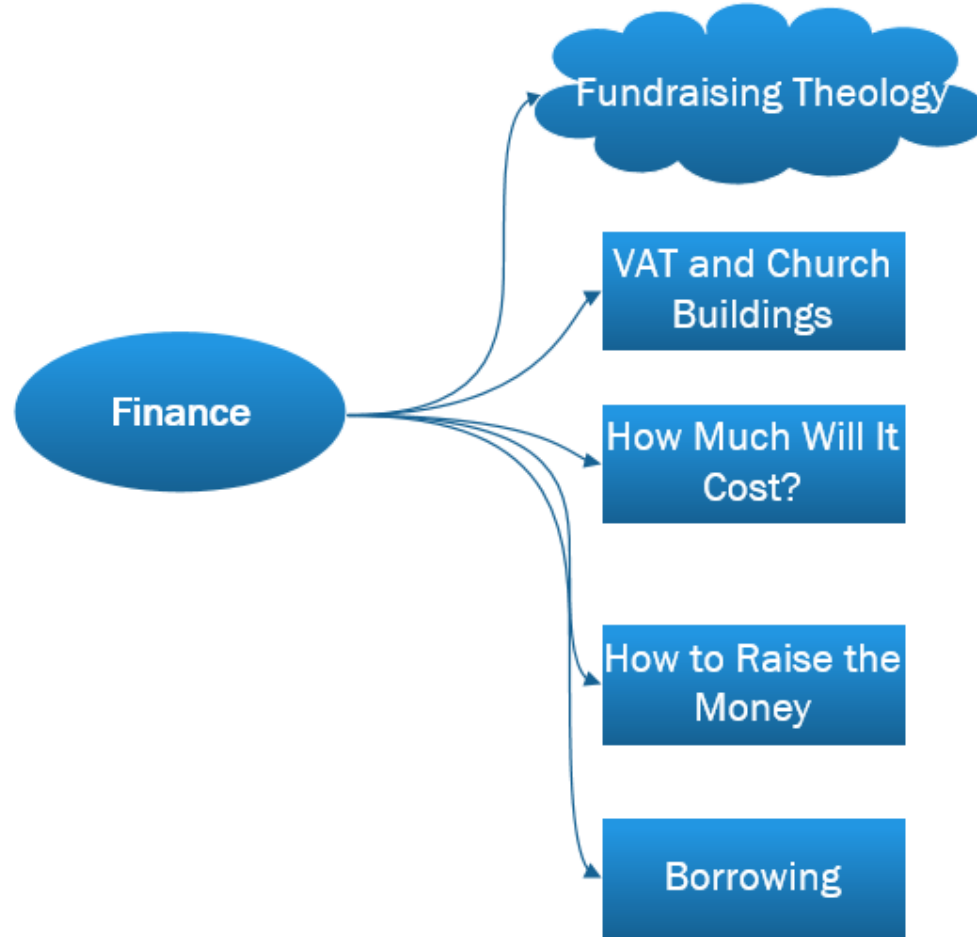 Fundraising Theology
VAT and Church
Buildings
Finance
How Much Will It
Cost?
How to Raise the
Money
Borrowing